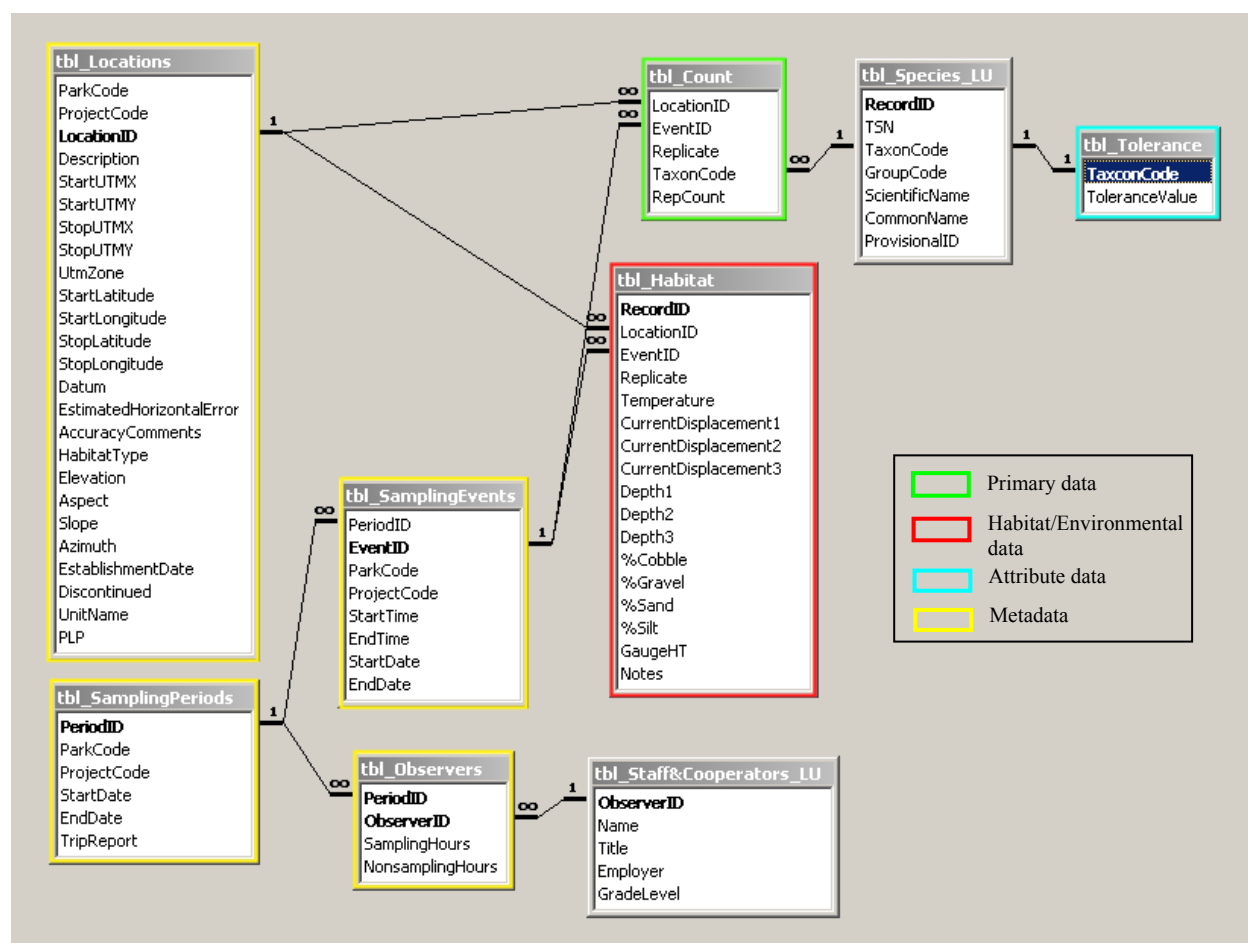 tbl_Locations
ParkCode
ProjectCode
LocationID
Description
StartUTMX
StartUTMY
StopUTMX
StopUTMY
UtmZone
StartLatitude
StartLongitude
StopLatitude
StopLongitude
Datum
EstimatedHorizontalError
AccuracyComments
HabitatType
Elevation
Aspect
Slope
Azimuth
EstablishmentDate
Discontinued
UnitName
PLP
1
tbl_Count
LocationID
EventID
Replicate
TaxonCode
RepCount
∞
∞
∞
1
tbl_Species_LU
RecordID
TSN
TaxonCode
GroupCode
ScientificName
CommonName
ProvisionalID
1
1
tbl_Tolerance
TaxconCode
ToleranceValue
tbl_Habitat
RecordID
LocationID
EventID
Replicate
Temperature
CurrentDisplacement1
CurrentDisplacement2
CurrentDisplacement3
Depth1
Depth2
Depth3
%Cobble
%Gravel
%Sand
%Silt
GaugeHT
Notes
∞
∞
tbl_SamplingEvents
PeriodID
EventID
ParkCode
ProjectCode
StartTime
EndTime
StartDate
EndDate
∞
1
Primary data
Habitat/Environmental
data
Attribute data
Metadata
tbl_SamplingPeriods
PeriodID
ParkCode
ProjectCode
StartDate
EndDate
TripReport
1
∞
tbl_Observers
PeriodID
ObserverID
SamplingHours
NonsamplingHours
∞
1
tbl_Staff&Cooperators_LU
ObserverID
Name
Title
Employer
GradeLevel